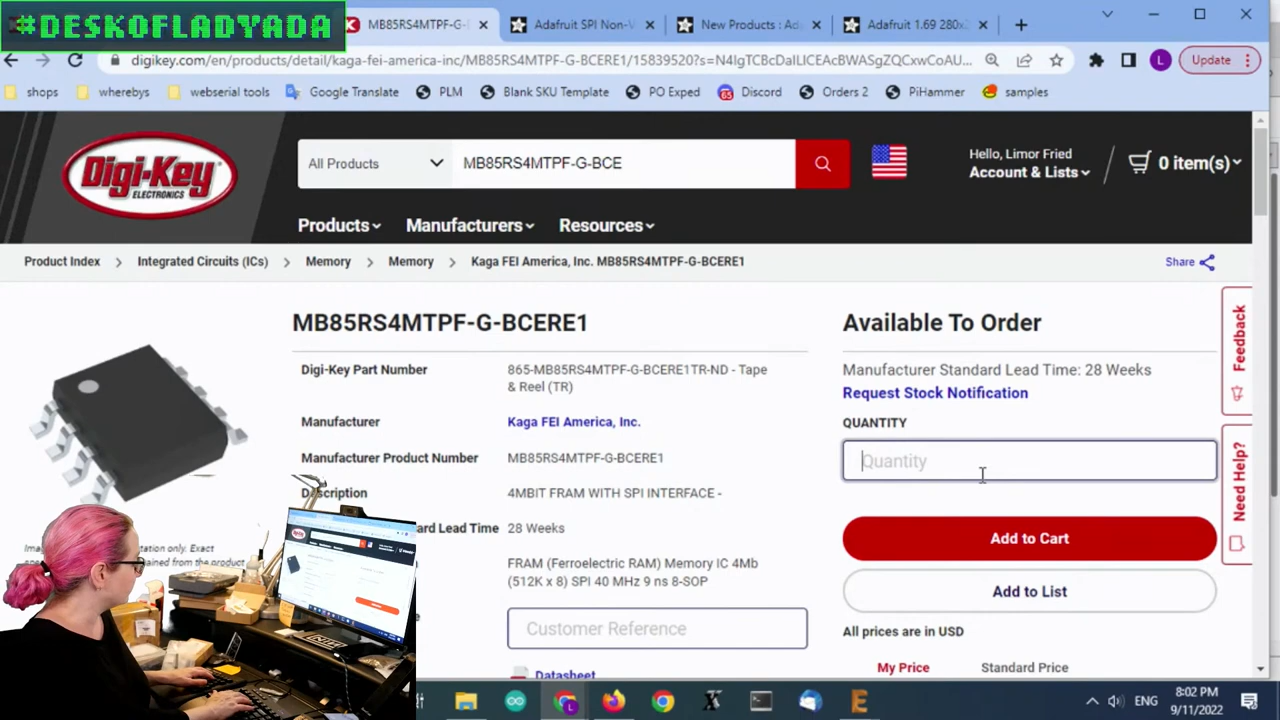 #DESKOFLADYADA
MB85RS4MTPF-G-
Adafruit SPI Non-V
New Products : Ada
Adafruit 1.69 280x
digikey.com/en/products/detail/kaga-fei-america-inc/MB85RS4MTPF-G-BCERE1/15839520?s=N4IgTCBcDaIILICEAcBWASgZQCxwCoAU...
Update
shops
wherebys
webserial tools
Google Translate
PLM
Blank SKU Template
PO Exped
Discord
Orders 2
PiHammer
samples
Digi-Key
ELECTRONICS
All Products
MB85RS4MTPF-G-BCE
Hello, Limor Fried
Account & Lists
0 item(s)
Products
Manufacturers
Resources
Product Index
Integrated Circuits (ICs)
Memory
Memory
Kaga FEI America, Inc. MB85RS4MTPF-G-BCERE1
Share
MB85RS4MTPF-G-BCERE1
Digi-Key Part Number
865-MB85RS4MTPF-G-BCERE1TR-ND - Tape
& Reel (TR)
Manufacturer
Kaga FEI America, Inc.
Manufacturer Product Number
MB85RS4MTPF-G-BCERE1
Description
4MBIT FRAM WITH SPI INTERFACE -
ard Lead Time
28 Weeks
FRAM (Ferroelectric RAM) Memory IC 4Mb
(512K x 8) SPI 40 MHz 9 ns 8-SOP
Customer Reference
Datasheet
Available To Order
Manufacturer Standard Lead Time: 28 Weeks
Request Stock Notification
QUANTITY
Quantity
Add to Cart
Add to List
All prices are in USD
My Price
Standard Price
Feedback
Need Help?
ENG
8:02 PM
9/11/2022